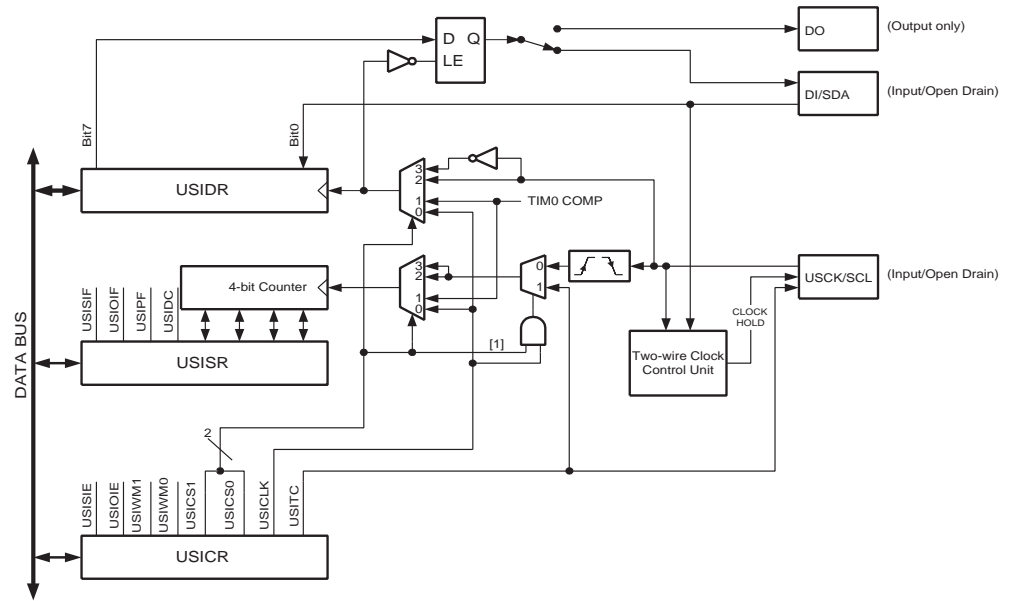 D Q
LE
DO
(Output only)
DI/SDA
(Input/Open Drain)
Bit7
Bit0
USIDR
3
2
1
0
TIM0 COMP
3
2
1
0
0
1
USCK/SCL
(Input/Open Drain)
CLOCK
HOLD
4-bit Counter
USISIF
USIOIF
USIPF
USIDC
USISR
[1]
Two-wire Clock
Control Unit
DATA BUS
2
USISIE
USIOIE
USIWM1
USIWM0
USICS1
USICS0
USICLK
USITC
USICR